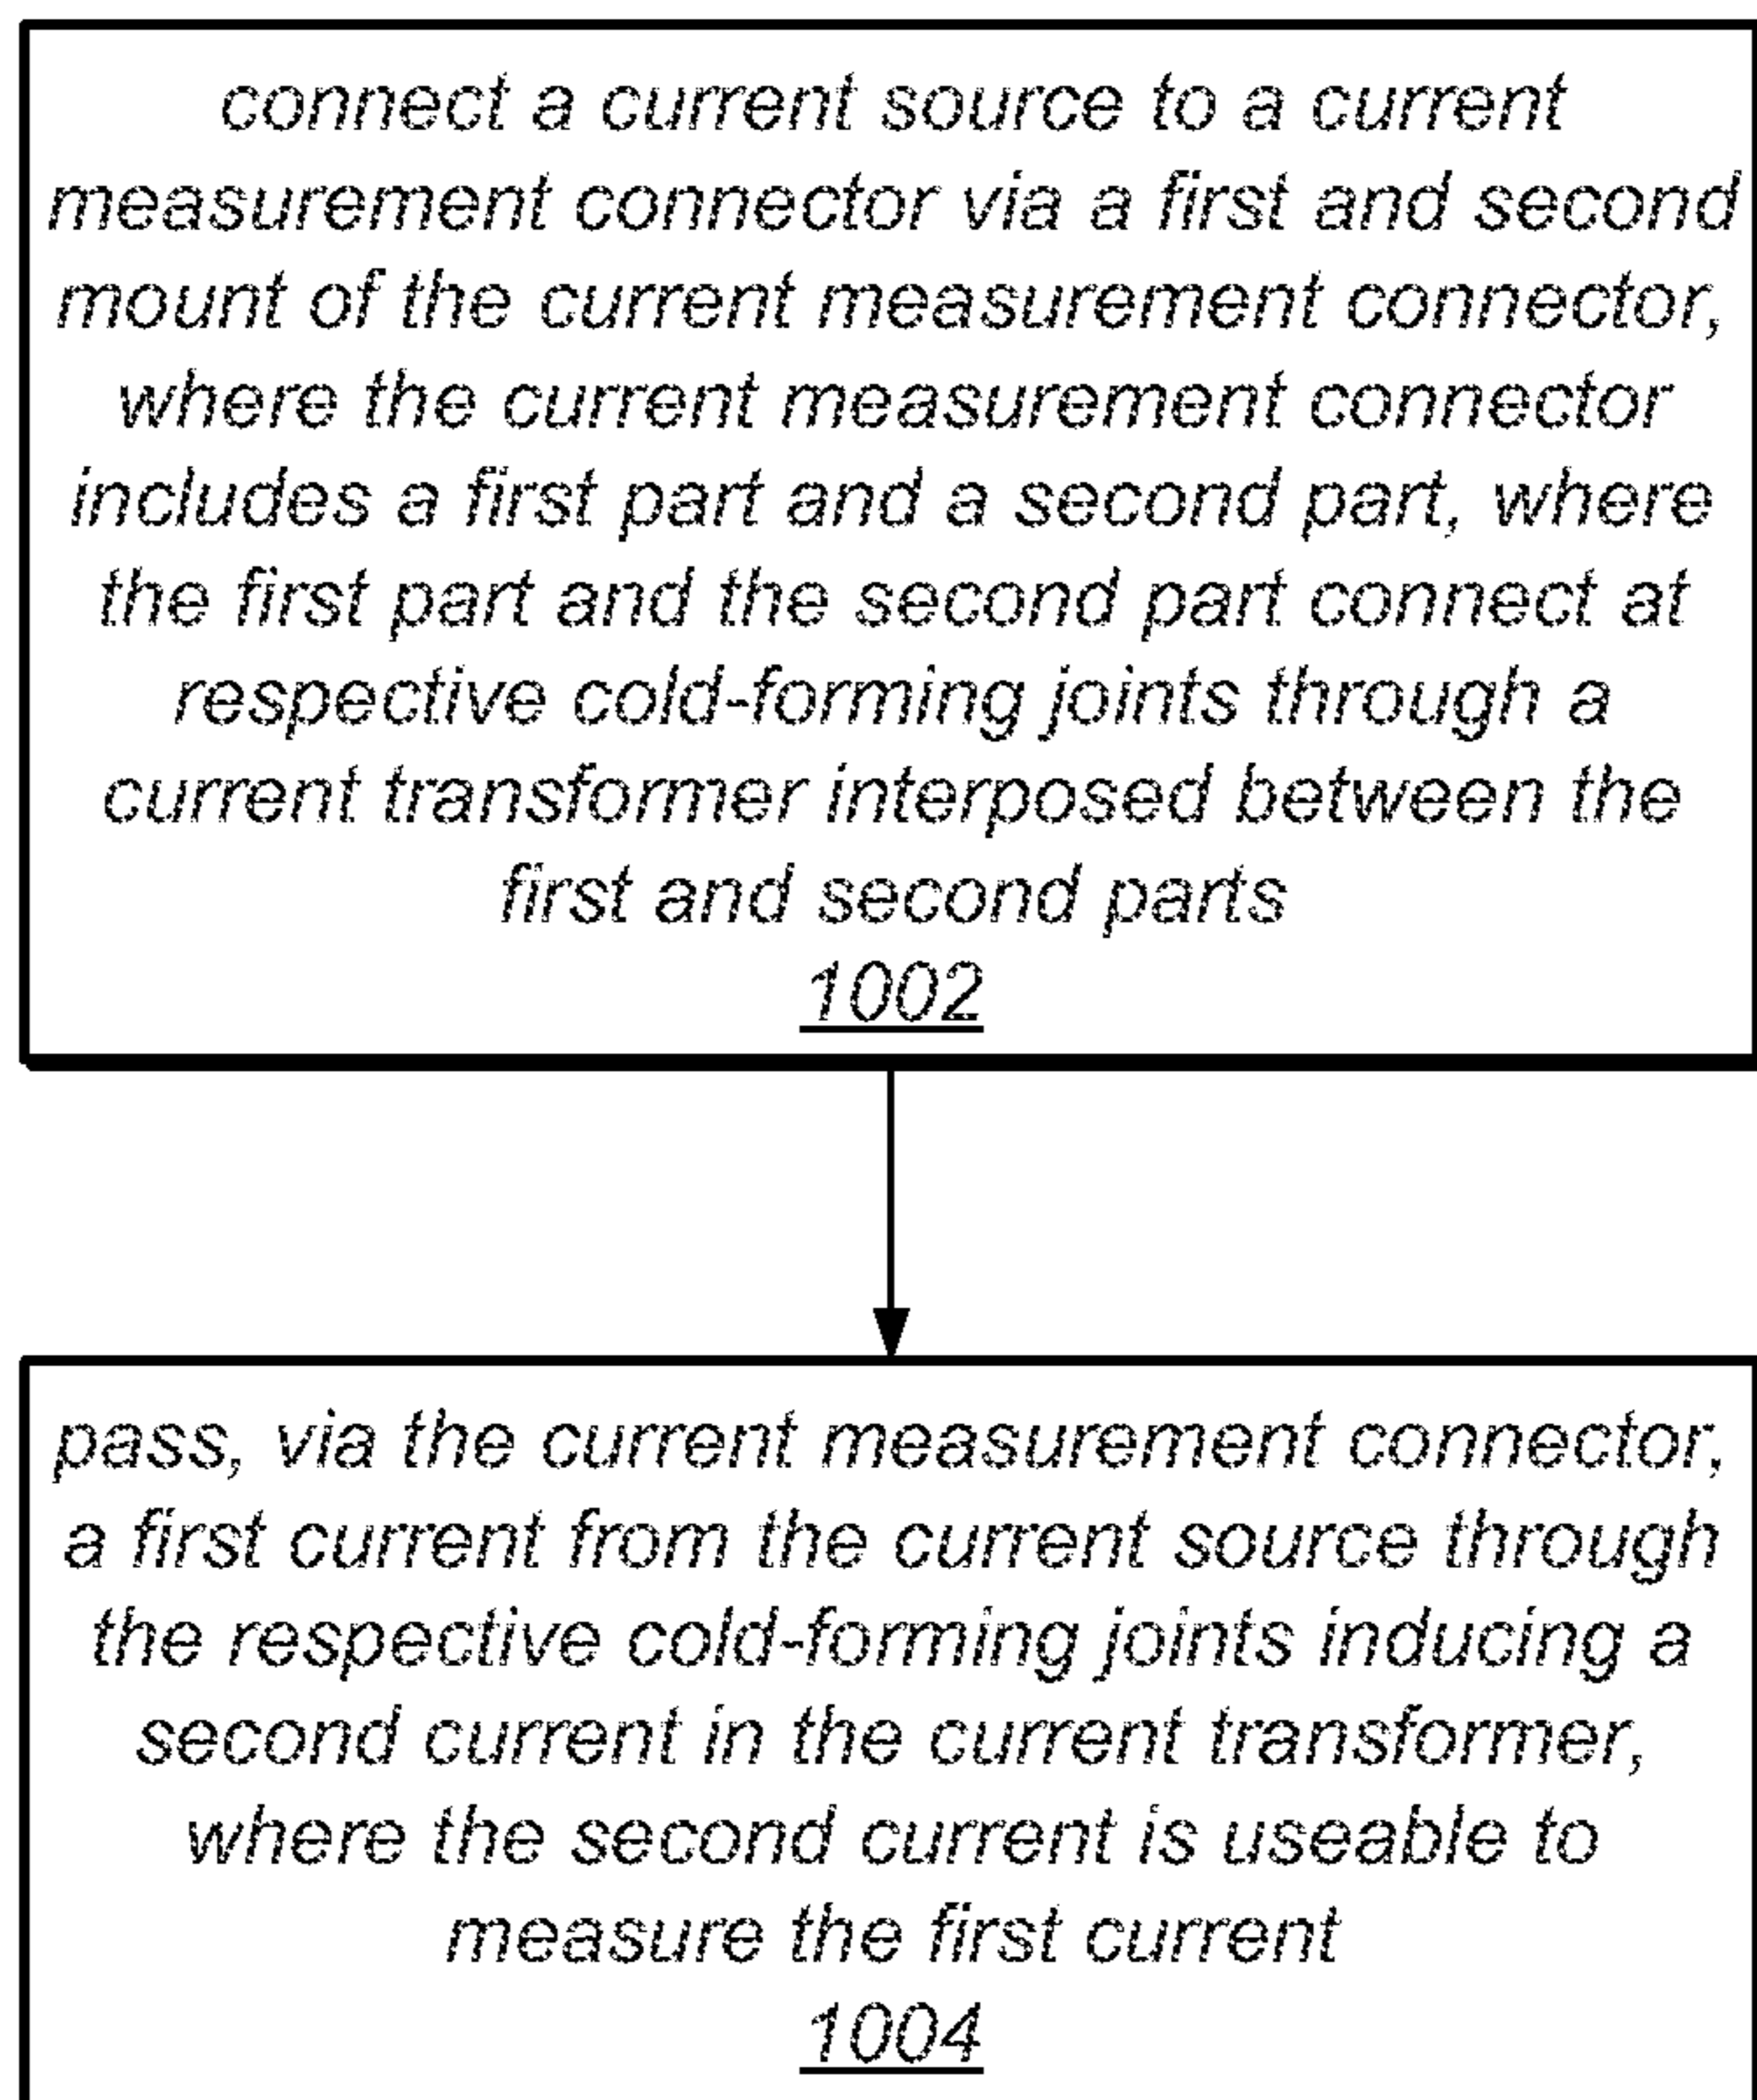 connect a current source to a current
measurement connector via a first and second
mount of the current measurement connector,
where the current measurement connector
includes a first part and a second part, where
the first part and the second part connect at
respective cold-forming joints through a
current transformer interposed between the
first and second parts
1002
pass, via the current measurement connector,
a first current from the current source through
the respective cold-forming joints inducing a
second current in the current transformer,
where the second current is useable to
measure the first current
1004